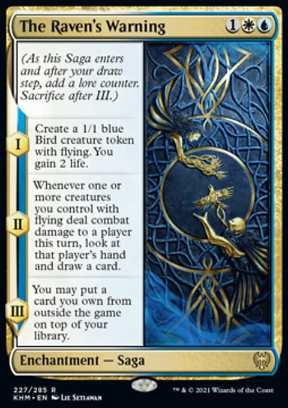 The Raven's Warning 1
(As this Saga enters
and after your draw
step, add a lore counter.
Sacrifice after III.)
I
Create a 1/1 blue
Bird creature token
with flying. You
gain 2 life.
II
Whenever one or
more creatures
you control with
flying deal combat
damage to a player
this turn, look at
that player's hand
and draw a card.
III
You may put a
card you own from
outside the game
on top of your
library.
Enchantment — Saga
227/285 R
KHM • EN Lie Setiawan
™ & © 2021 Wizards of the Coast